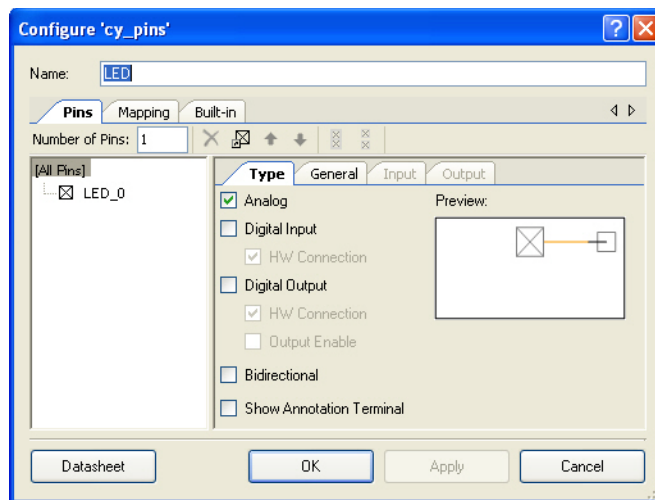 Configure 'cy_pins'
Name: LED
Pins Mapping Built-in
Number of Pins: 1
[All Pins]
LED_0
Type General Input Output
Analog
Preview:
Digital Input
HW Connection
Digital Output
HW Connection
Output Enable
Bidirectional
Show Annotation Terminal
Datasheet OK Apply Cancel